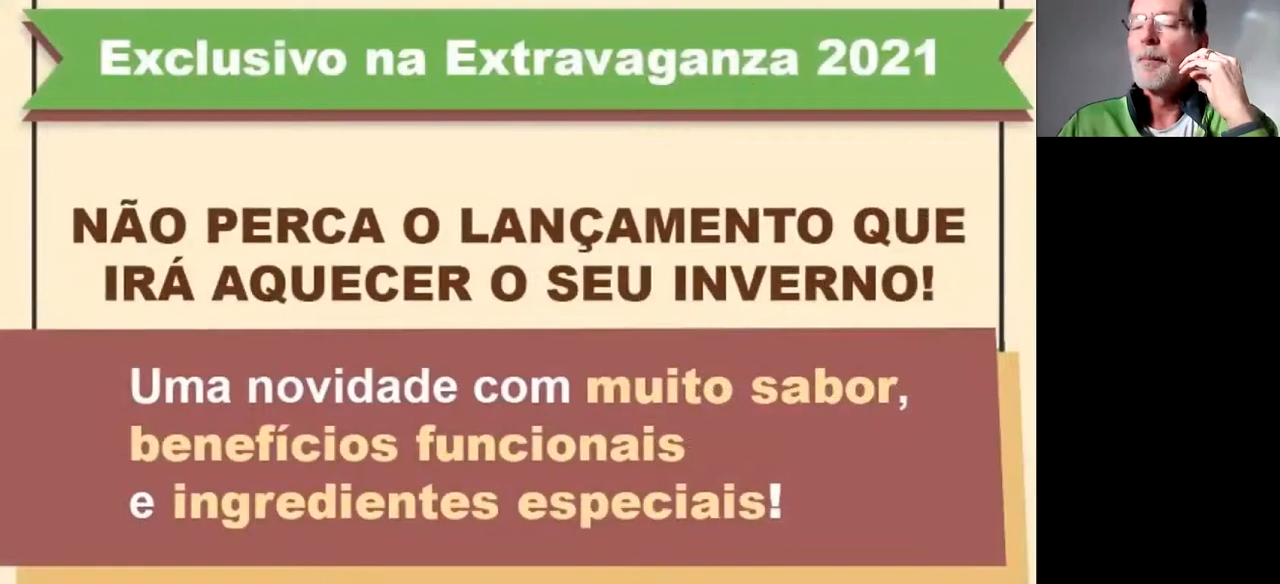 Exclusivo na Extravaganza 2021
NÃO PERCA O LANÇAMENTO QUE
IRÁ AQUECER O SEU INVERNO!
Uma novidade com muito sabor,
benefícios funcionais
e ingredientes especiais!